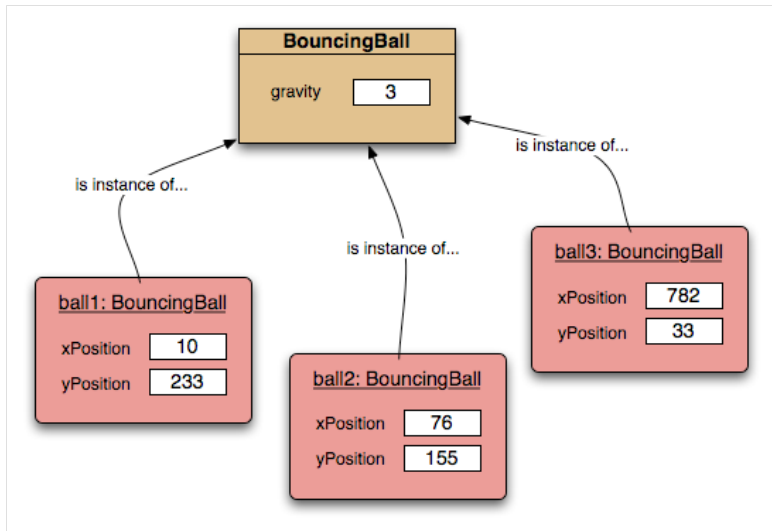 BouncingBall
gravity 3
is instance of...
is instance of...
is instance of...
ball1: BouncingBall
xPosition 10
yPosition 233
ball2: BouncingBall
xPosition 76
yPosition 155
ball3: BouncingBall
xPosition 782
yPosition 33